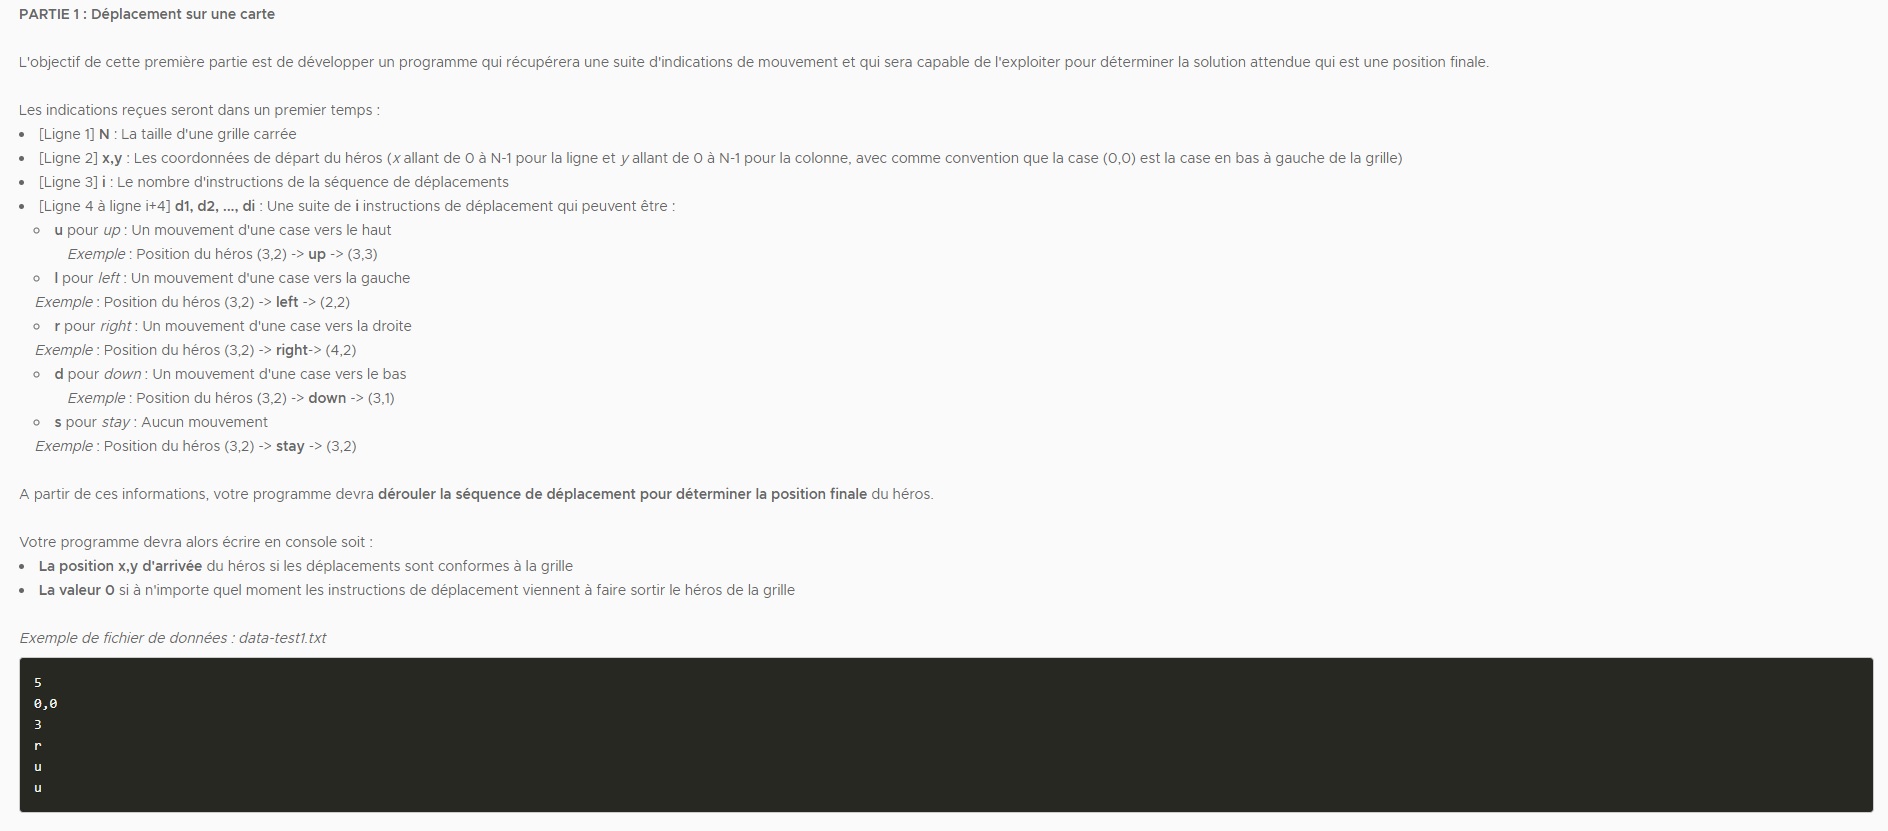 PARTIE 1 : Déplacement sur une carte
L'objectif de cette première partie est de développer un programme qui récupérera une suite d'indications de mouvement et qui sera capable de l'exploiter pour déterminer la solution attendue qui est une position finale.
Les indications reçues seront dans un premier temps :
• [Ligne 1] N : La taille d'une grille carrée
• [Ligne 2] x,y : Les coordonnées de départ du héros (x allant de 0 à N-1 pour la ligne et y allant de 0 à N-1 pour la colonne, avec comme convention que la case (0,0) est la case en bas à gauche de la grille)
• [Ligne 3] i : Le nombre d'instructions de la séquence de déplacements
• [Ligne 4 à ligne i+4] d1, d2, ..., di : Une suite de i instructions de déplacement qui peuvent être :
○ u pour up : Un mouvement d'une case vers le haut
Exemple : Position du héros (3,2) -> up -> (3,3)
○ l pour left : Un mouvement d'une case vers la gauche
Exemple : Position du héros (3,2) -> left -> (2,2)
○ r pour right : Un mouvement d'une case vers la droite
Exemple : Position du héros (3,2) -> right-> (4,2)
○ d pour down : Un mouvement d'une case vers le bas
Exemple : Position du héros (3,2) -> down -> (3,1)
○ s pour stay : Aucun mouvement
Exemple : Position du héros (3,2) -> stay -> (3,2)
A partir de ces informations, votre programme devra dérouler la séquence de déplacement pour déterminer la position finale du héros.
Votre programme devra alors écrire en console soit :
• La position x,y d'arrivée du héros si les déplacements sont conformes à la grille
• La valeur 0 si à n'importe quel moment les instructions de déplacement viennent à faire sortir le héros de la grille
Exemple de fichier de données : data-test1.txt
5
0,0
3
r
u
u